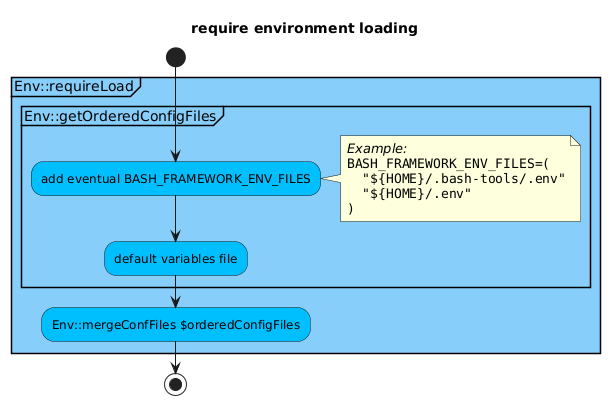 require environment loading
Env::requireLoad
Env::getOrderedConfigFiles
add eventual BASH_FRAMEWORK_ENV_FILES
Example:
BASH_FRAMEWORK_ENV_FILES=(
  "${HOME}/.bash-tools/.env"
  "${HOME}/.env"
)
default variables file
Env::mergeConfFiles $orderedConfigFiles